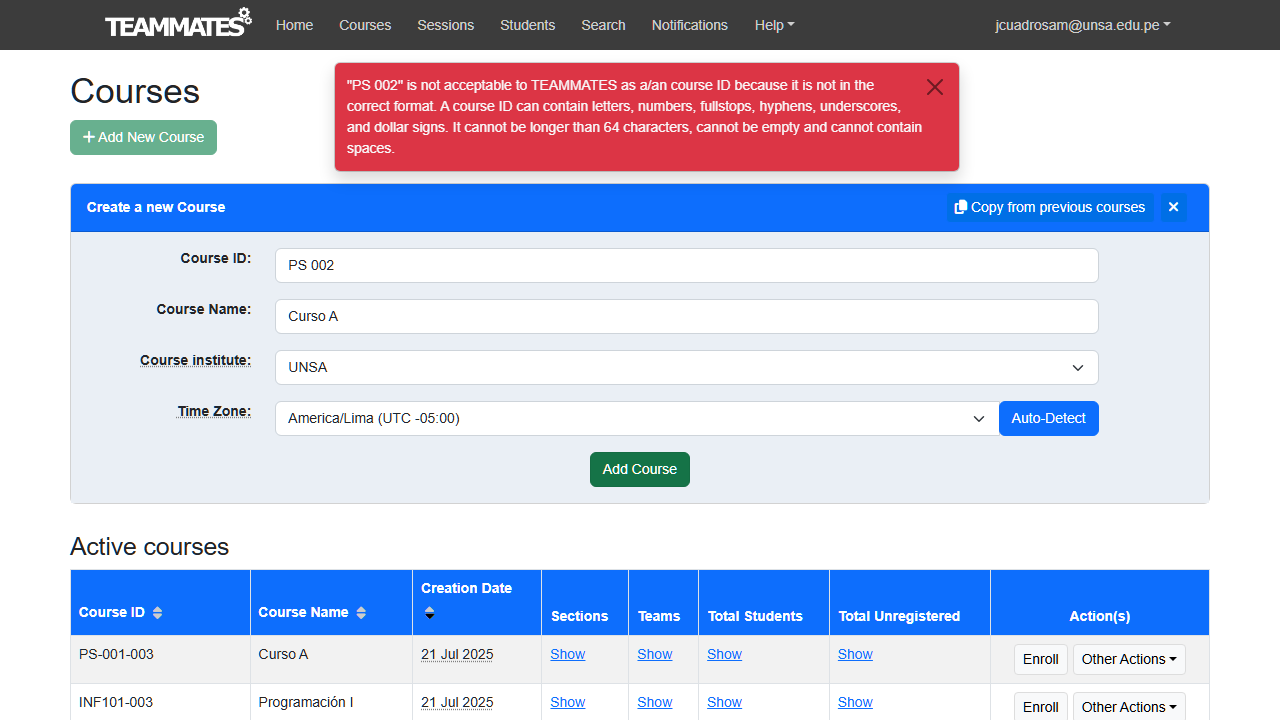 TEAMMATES Home Courses Sessions Students Search Notifications Help jcuadrosam@unsa.edu.pe
Courses
Add New Course
"PS 002" is not acceptable to TEAMMATES as a/an course ID because it is not in the
correct format. A course ID can contain letters, numbers, fullstops, hyphens, underscores,
and dollar signs. It cannot be longer than 64 characters, cannot be empty and cannot contain
spaces.
Create a new Course Copy from previous courses
Course ID: PS 002
Course Name: Curso A
Course institute: UNSA
Time Zone: America/Lima (UTC -05:00) Auto-Detect
Add Course
Active courses
Course ID Course Name Creation Date Sections Teams Total Students Total Unregistered Action(s)
PS-001-003 Curso A 21 Jul 2025 Show Show Show Show Enroll Other Actions
INF101-003 Programación I 21 Jul 2025 Show Show Show Show Enroll Other Actions